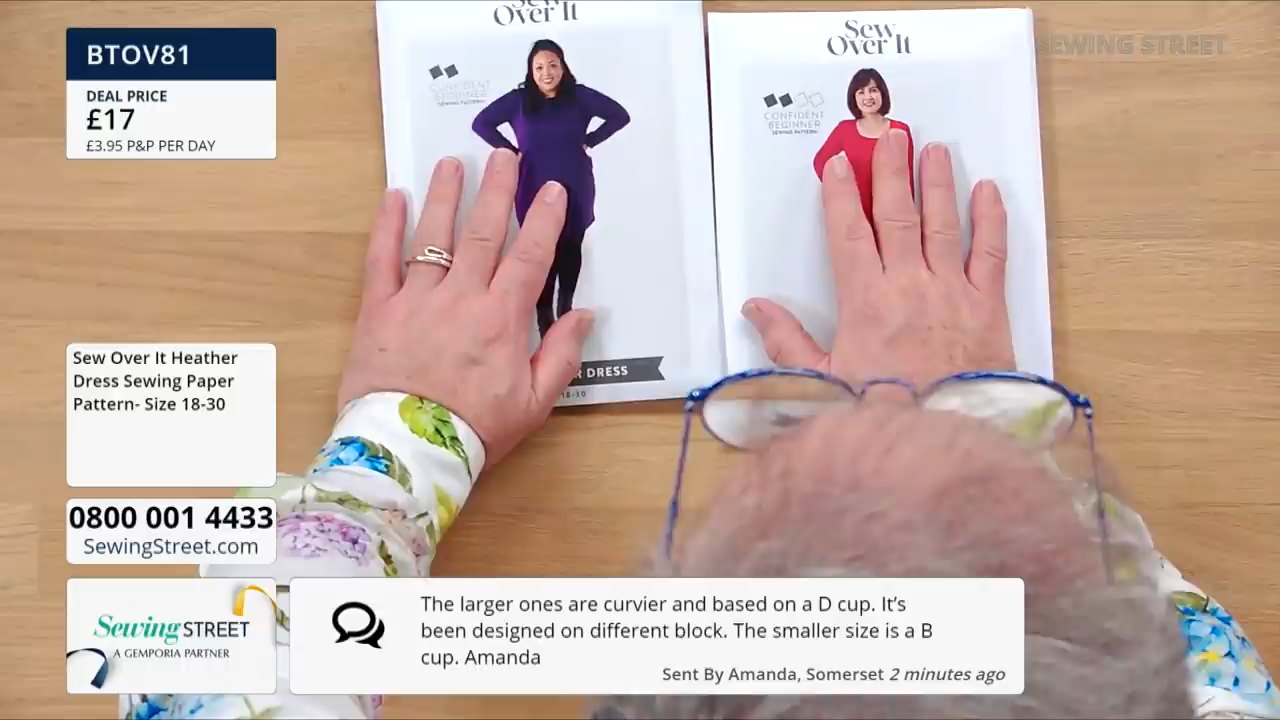 BTOV81
DEAL PRICE
£17
£3.95 P&P PER DAY
Sew
Over It
CONFIDENT
BEGINNER
SEWING PATTERN
R DRESS
18-30
Sew
Over It
CONFIDENT
BEGINNER
SEWING PATTERN
SEWING STREET
Sew Over It Heather
Dress Sewing Paper
Pattern- Size 18-30
0800 001 4433
SewingStreet.com
Sewing STREET
A GEMPORIA PARTNER
The larger ones are curvier and based on a D cup. It’s
been designed on different block. The smaller size is a B
cup. Amanda
Sent By Amanda, Somerset 2 minutes ago